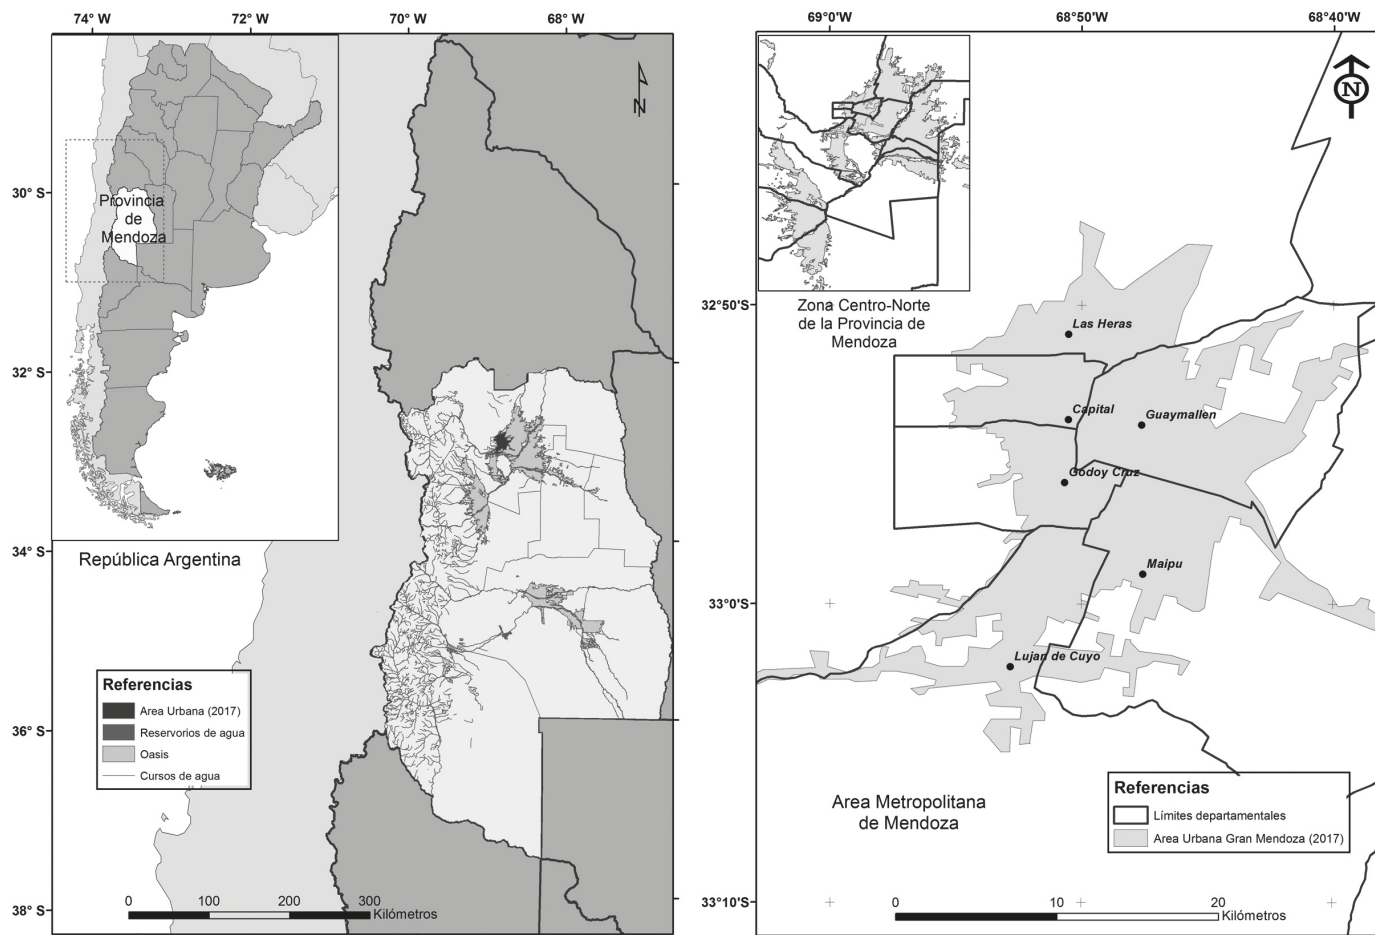 74° W
72° W
70° W
68° W
30° S
32° S
34° S
36° S
38° S
N
Provincia
de
Mendoza
República Argentina
Referencias
Area Urbana (2017)
Reservorios de agua
Oasis
Cursos de agua
0
100
200
300
Kilómetros
69°0'W
68°50'W
68°40'W
N
Zona Centro-Norte
de la Provincia de
Mendoza
32°50'S
33°0'S
33°10'S
Las Heras
Capital
Guaymallen
Godoy Cruz
Maipu
Lujan de Cuyo
Area Metropolitana
de Mendoza
Referencias
Límites departamentales
Area Urbana Gran Mendoza (2017)
0
10
20
Kilómetros